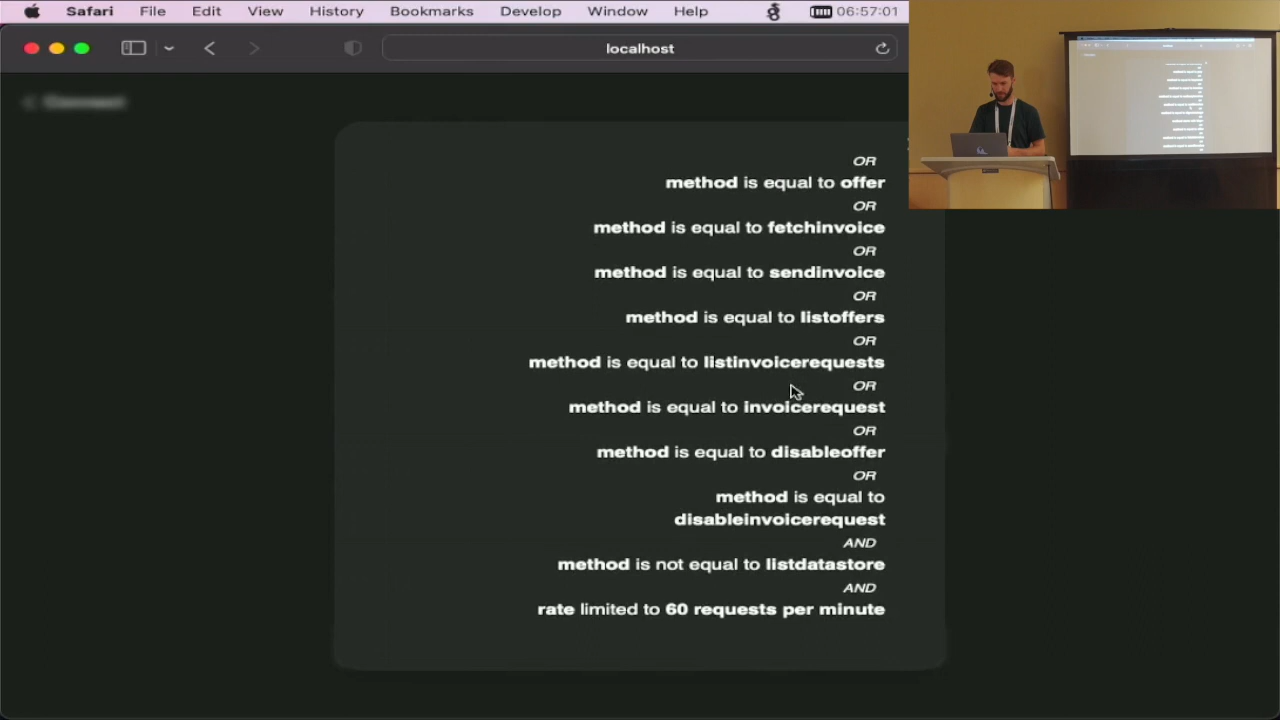 Safari File Edit View History Bookmarks Develop Window Help 06:57:01
localhost
Connect
OR
method is equal to offer
OR
method is equal to fetchinvoice
OR
method is equal to sendinvoice
OR
method is equal to listoffers
OR
method is equal to listinvoicerequests
OR
method is equal to invoicerequest
OR
method is equal to disableoffer
OR
method is equal to
disableinvoicerequest
AND
method is not equal to listdatastore
AND
rate limited to 60 requests per minute